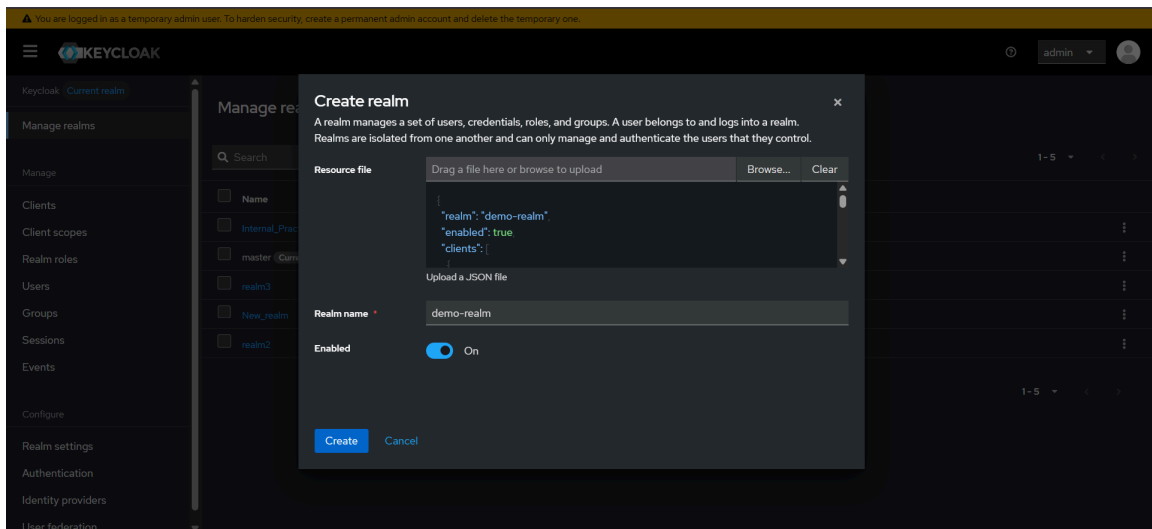 You are logged in as a temporary admin user. To harden security, create a permanent admin account and delete the temporary one.
KEYCLOAK
admin
Keycloak Current realm
Manage realms
Manage
Clients
Client scopes
Realm roles
Users
Groups
Sessions
Events
Configure
Realm settings
Authentication
Identity providers
User federation
Manage rea
Search
1-5
Name
Internal_Prac
master Curr
realm3
New_realm
realm2
1-5
Create realm
A realm manages a set of users, credentials, roles, and groups. A user belongs to and logs into a realm.
Realms are isolated from one another and can only manage and authenticate the users that they control.
Resource file
Drag a file here or browse to upload
Browse...
Clear
{
"realm": "demo-realm",
"enabled": true,
"clients": [
{
Upload a JSON file
Realm name *
demo-realm
Enabled
On
Create
Cancel